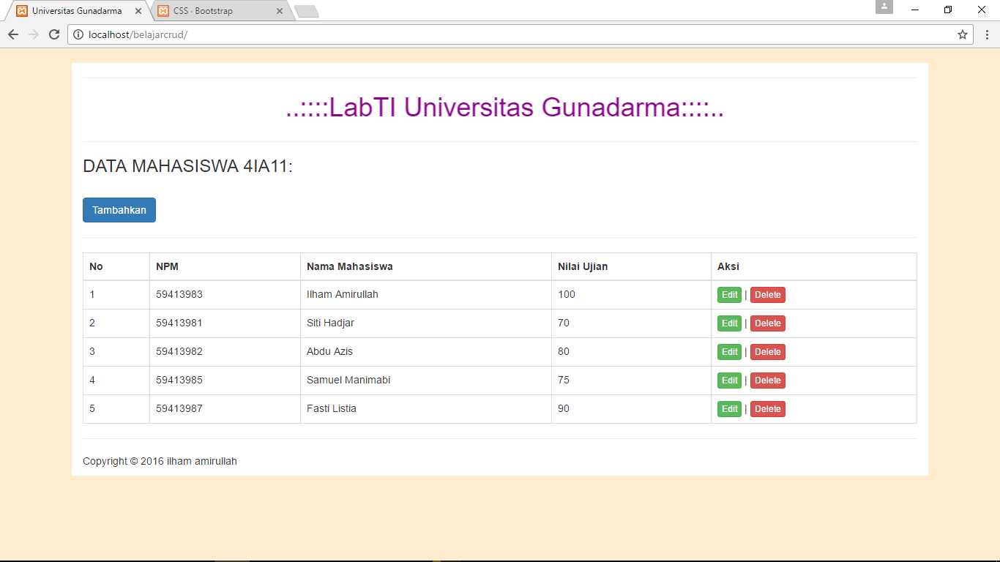 Universitas Gunadarma CSS · Bootstrap
localhost/belajarcrud/
..::::LabTI Universitas Gunadarma::::..
DATA MAHASISWA 4IA11:
Tambahkan
No NPM Nama Mahasiswa Nilai Ujian Aksi
1 59413983 Ilham Amirullah 100 Edit | Delete
2 59413981 Siti Hadjar 70 Edit | Delete
3 59413982 Abdu Azis 80 Edit | Delete
4 59413985 Samuel Manimabi 75 Edit | Delete
5 59413987 Fasti Listia 90 Edit | Delete
Copyright © 2016 ilham amirullah